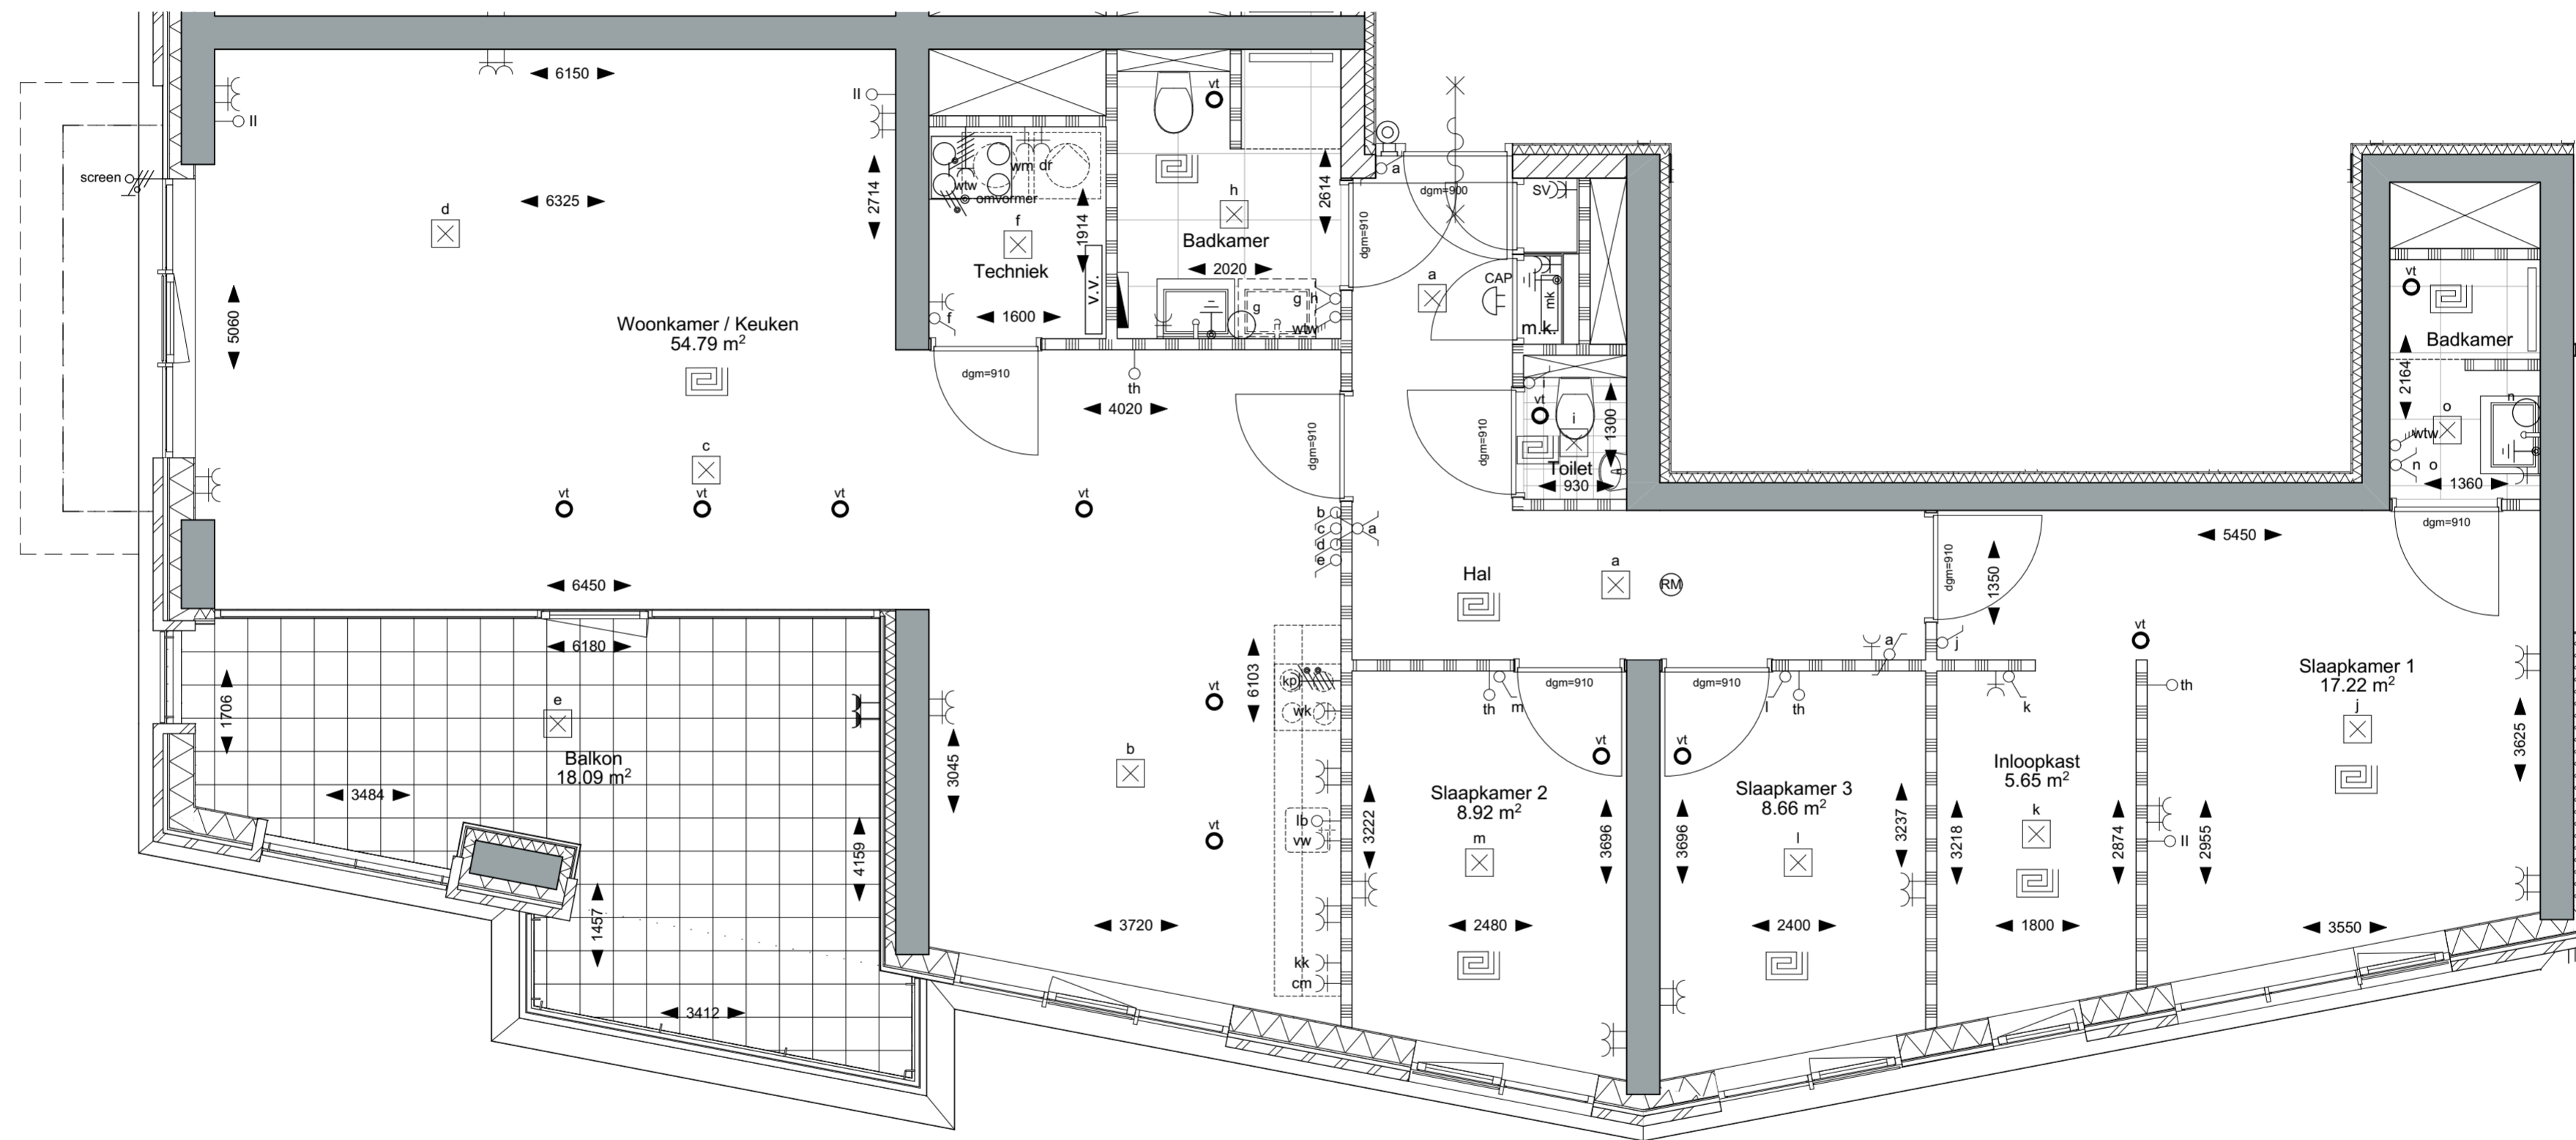 6150
II
II
screen
d
6325
2714
5060
Woonkamer / Keuken
54.79 m²
c
vt
vt
vt
vt
6450
wm
dr
wtw
omvormer
f
Techniek
1914
v.v.
f
1600
dgm=910
th
4020
vt
h
Badkamer
2020
2614
g
h
g
wtw
a
dgm=900
dgm=910
SV
a
CAP
mk
m.k.
i
vt
i
1300
Toilet
930
dgm=910
dgm=910
b
c
d
e
a
Hal
a
RM
vt
Badkamer
2164
n
o
wtw
n
o
1360
dgm=910
5450
dgm=910
1350
6180
1706
e
Balkon
18.09 m²
3484
4159
1457
3412
3045
b
vt
vt
6103
kp
wk
lb
vw
kk
cm
3720
3222
th
m
dgm=910
vt
Slaapkamer 2
8.92 m²
m
3696
2480
dgm=910
l
th
a
j
vt
Slaapkamer 3
8.66 m²
l
3696
3237
2400
k
Inloopkast
5.65 m²
k
3218
2874
1800
vt
th
II
2955
Slaapkamer 1
17.22 m²
j
3625
3550